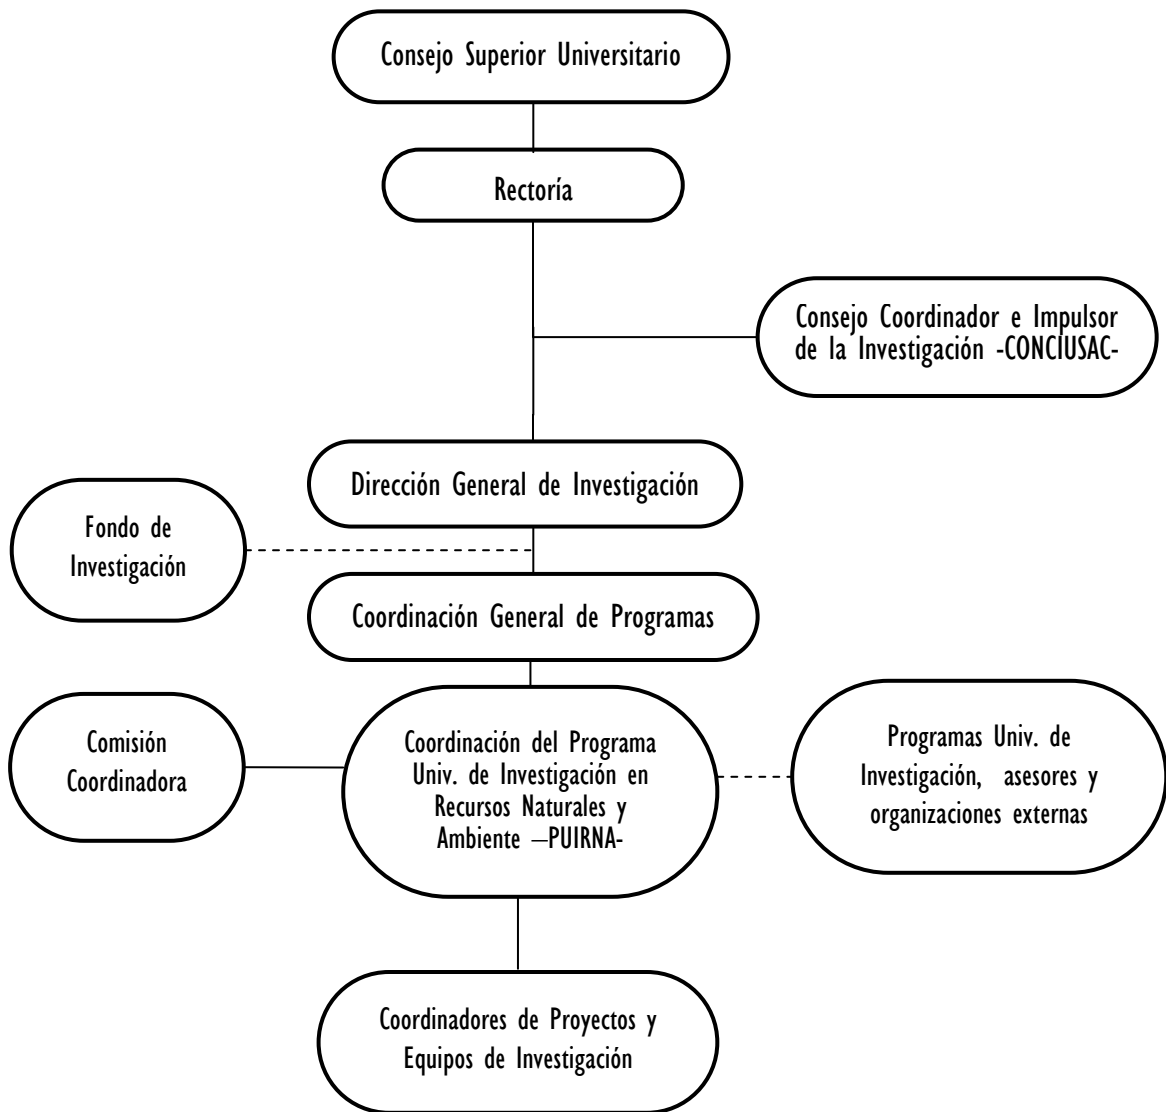 Consejo Superior Universitario
Rectoría
Consejo Coordinador e Impulsor
de la Investigación -CONCIUSAC-
Dirección General de Investigación
Fondo de
Investigación
Coordinación General de Programas
Comisión
Coordinadora
Coordinación del Programa
Univ. de Investigación en
Recursos Naturales y
Ambiente –PUIRNA-
Programas Univ. de
Investigación, asesores y
organizaciones externas
Coordinadores de Proyectos y
Equipos de Investigación